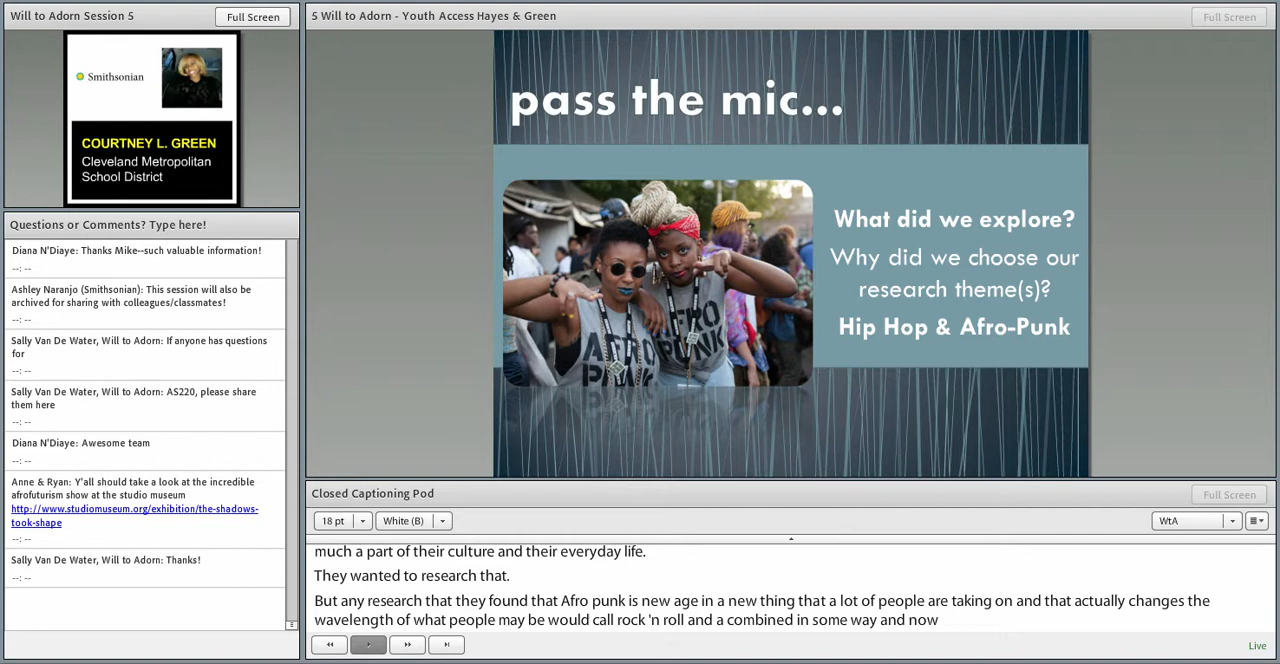 Will to Adorn Session 5
Full Screen
Smithsonian
COURTNEY L. GREEN
Cleveland Metropolitan
School District
Questions or Comments? Type here!
Diana N'Diaye: Thanks Mike--such valuable information!
--: --
Ashley Naranjo (Smithsonian): This session will also be
archived for sharing with colleagues/classmates!
--: --
Sally Van De Water, Will to Adorn: If anyone has questions
for
--: --
Sally Van De Water, Will to Adorn: AS220, please share
them here
--: --
Diana N'Diaye: Awesome team
--: --
Anne & Ryan: Y'all should take a look at the incredible
afrofuturism show at the studio museum
http://www.studiomuseum.org/exhibition/the-shadows-
took-shape
--: --
Sally Van De Water, Will to Adorn: Thanks!
--: --
5 Will to Adorn - Youth Access Hayes & Green
Full Screen
pass the mic...
AFRO
PUNK
AFRO
PUNK
What did we explore?
Why did we choose our
research theme(s)?
Hip Hop & Afro-Punk
Closed Captioning Pod
Full Screen
18 pt
White (B)
WtA
much a part of their culture and their everyday life.
They wanted to research that.
But any research that they found that Afro punk is new age in a new thing that a lot of people are taking on and that actually changes the
wavelength of what people may be would call rock 'n roll and a combined in some way and now
Live